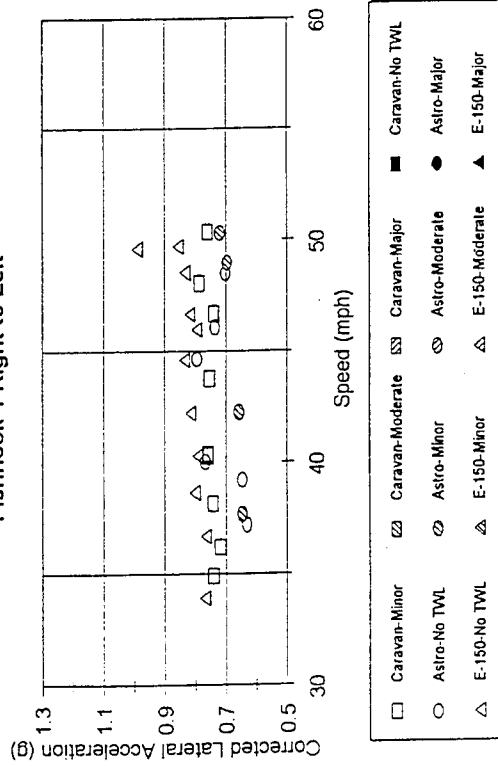 Fishhook 1 Right to Left
Corrected Lateral Acceleration (g)
1.3
1.1
0.9
0.7
0.5
30 40 50 60
Speed (mph)
Caravan-Minor Caravan-Moderate Caravan-Major Caravan-No TWL
Astro-No TWL Astro-Minor Astro-Moderate Astro-Major
E-150-No TWL E-150-Minor E-150-Moderate E-150-Major